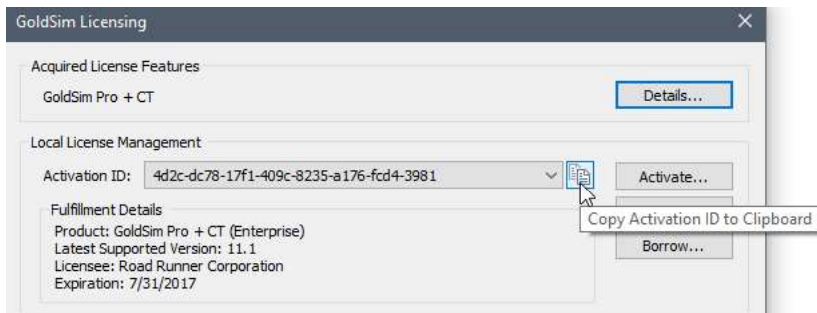 GoldSim Licensing
Acquired License Features
GoldSim Pro + CT
Details...
Local License Management
Activation ID: 4d2c-dc78-17f1-409c-8235-a176-fcd4-3981
Activate...
Fulfillment Details
Copy Activation ID to Clipboard
Product: GoldSim Pro + CT (Enterprise)
Latest Supported Version: 11.1
Borrow...
Licensee: Road Runner Corporation
Expiration: 7/31/2017